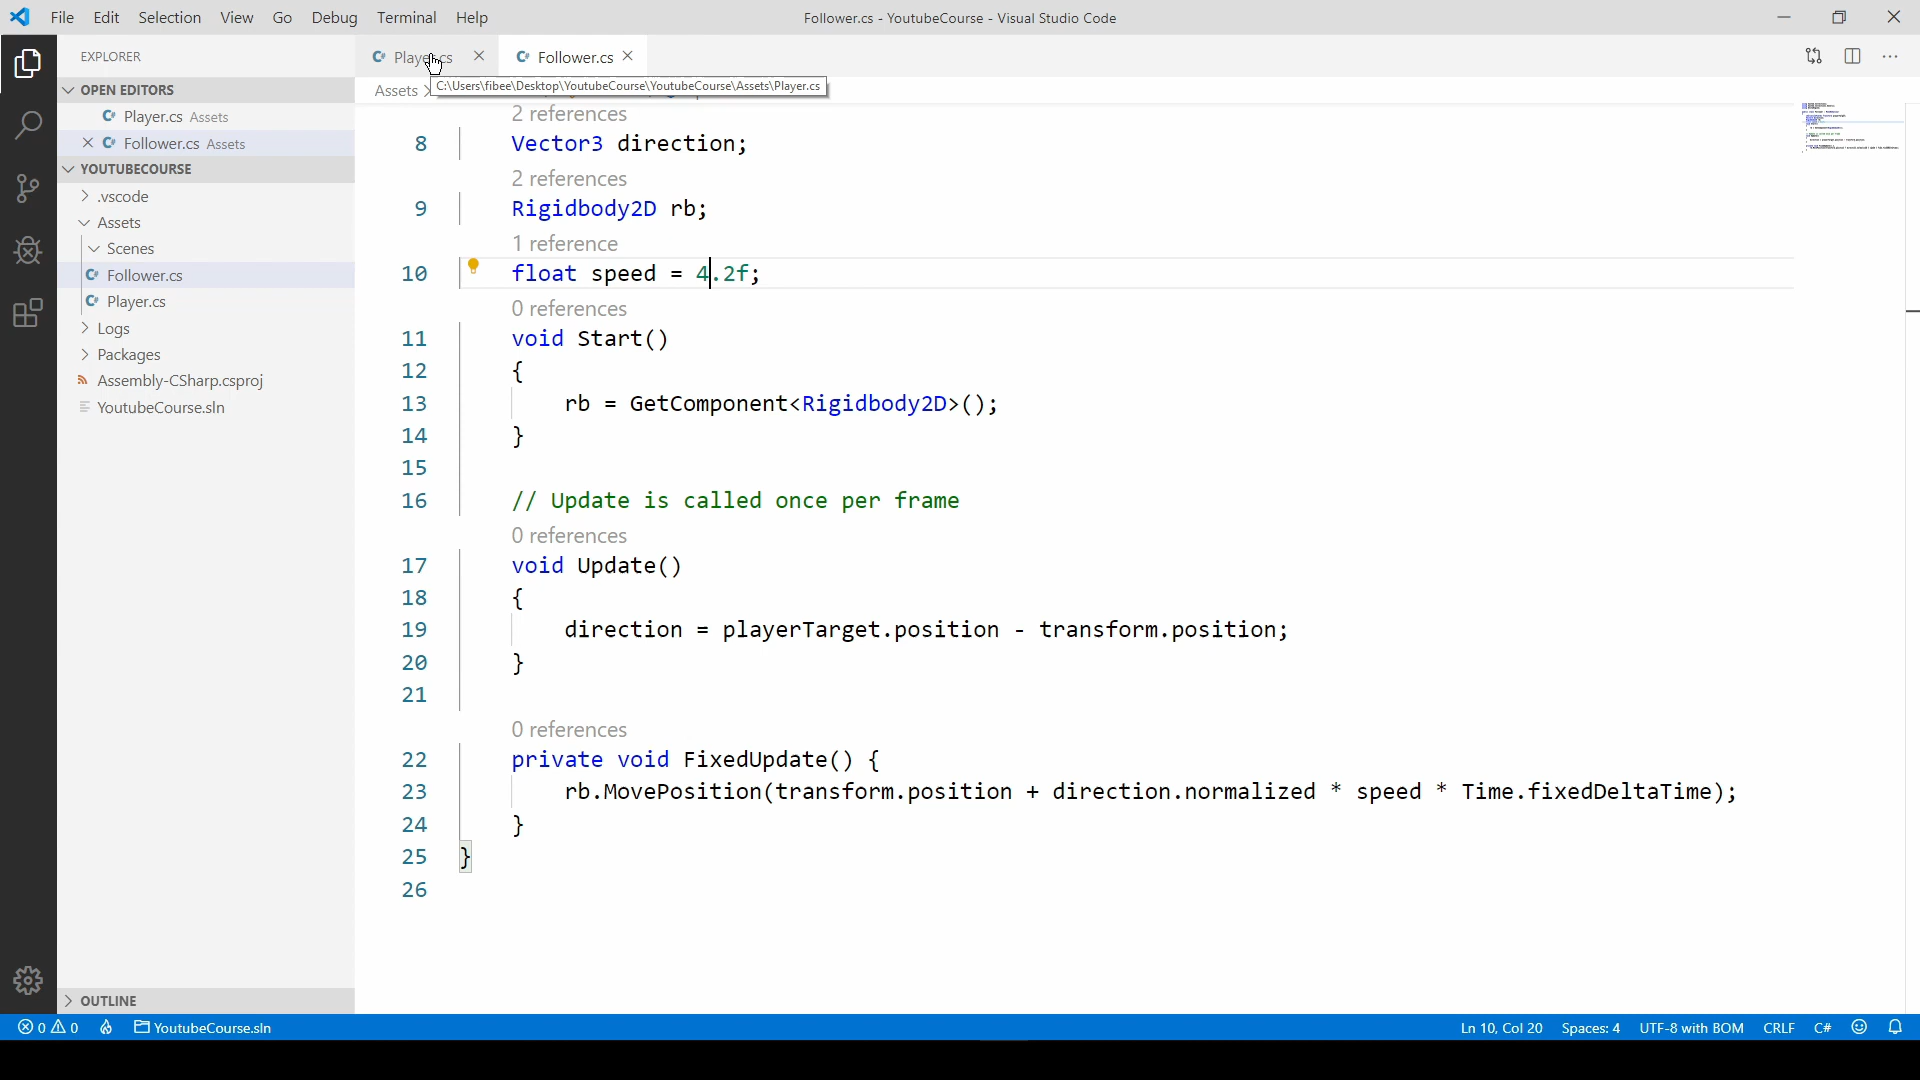 File Edit Selection View Go Debug Terminal Help
Follower.cs - YoutubeCourse - Visual Studio Code
EXPLORER
Player.cs
Follower.cs
OPEN EDITORS
Assets
C:\Users\fibee\Desktop\YoutubeCourse\YoutubeCourse\Assets\Player.cs
Player.cs Assets
Follower.cs Assets
YOUTUBECOURSE
.vscode
Assets
Scenes
Follower.cs
Player.cs
Logs
Packages
Assembly-CSharp.csproj
YoutubeCourse.sln
OUTLINE
2 references
8 Vector3 direction;
2 references
9 Rigidbody2D rb;
1 reference
10 float speed = 4.2f;
0 references
11 void Start()
12 {
13 rb = GetComponent<Rigidbody2D>();
14 }
15
16 // Update is called once per frame
0 references
17 void Update()
18 {
19 direction = playerTarget.position - transform.position;
20 }
21
0 references
22 private void FixedUpdate() {
23 rb.MovePosition(transform.position + direction.normalized * speed * Time.fixedDeltaTime);
24 }
25 }
26
0 0 YoutubeCourse.sln
Ln 10, Col 20 Spaces: 4 UTF-8 with BOM CRLF C#